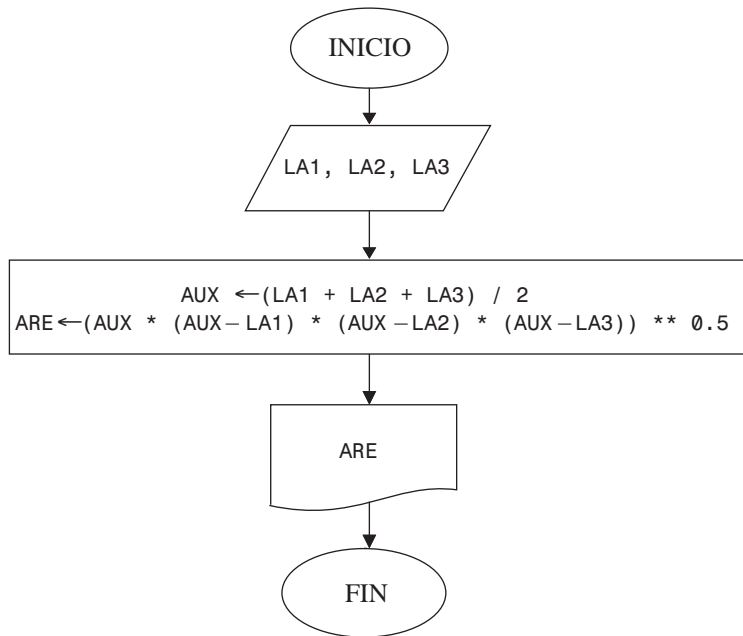 INICIO
LA1, LA2, LA3
AUX ←(LA1 + LA2 + LA3) / 2
ARE←(AUX * (AUX–LA1) * (AUX–LA2) * (AUX–LA3)) ** 0.5
ARE
FIN